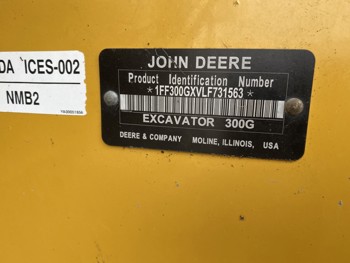 DA ICES-002
NMB2
JOHN DEERE
Product Identification Number
*1FF300GXVLF731563*
EXCAVATOR 300G
DEERE & COMPANY MOLINE, ILLINOIS, USA